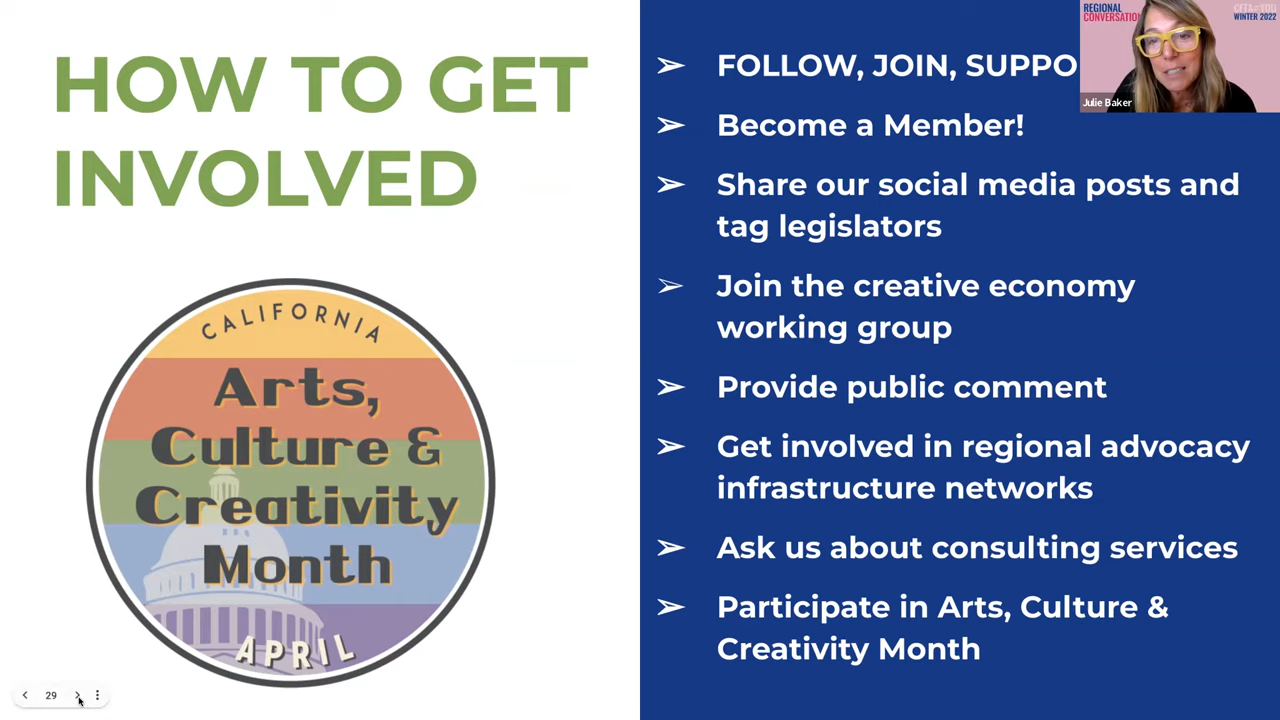 HOW TO GET
INVOLVED
CALIFORNIA
Arts,
Culture &
Creativity
Month
APRIL
29
➢ FOLLOW, JOIN,
➢ Become a Member!
➢ Share our social media posts and
tag legislators
➢ Join the creative economy
working group
➢ Provide public comment
➢ Get involved in regional advocacy
infrastructure networks
➢ Ask us about consulting services
➢ Participate in Arts, Culture &
Creativity Month
REGIONAL
WINTER 2022
Julie Baker